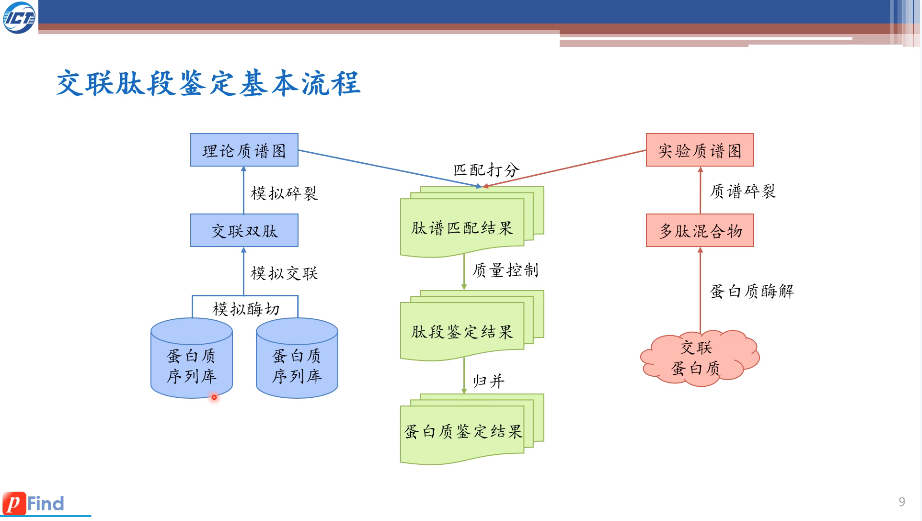 ICT
交联肽段鉴定基本流程
理论质谱图
实验质谱图
匹配打分
模拟碎裂
质谱碎裂
交联双肽
肽谱匹配结果
多肽混合物
模拟交联
质量控制
蛋白质酶解
模拟酶切
肽段鉴定结果
蛋白质
序列库
蛋白质
序列库
交联
蛋白质
归并
蛋白质鉴定结果
pFind
9